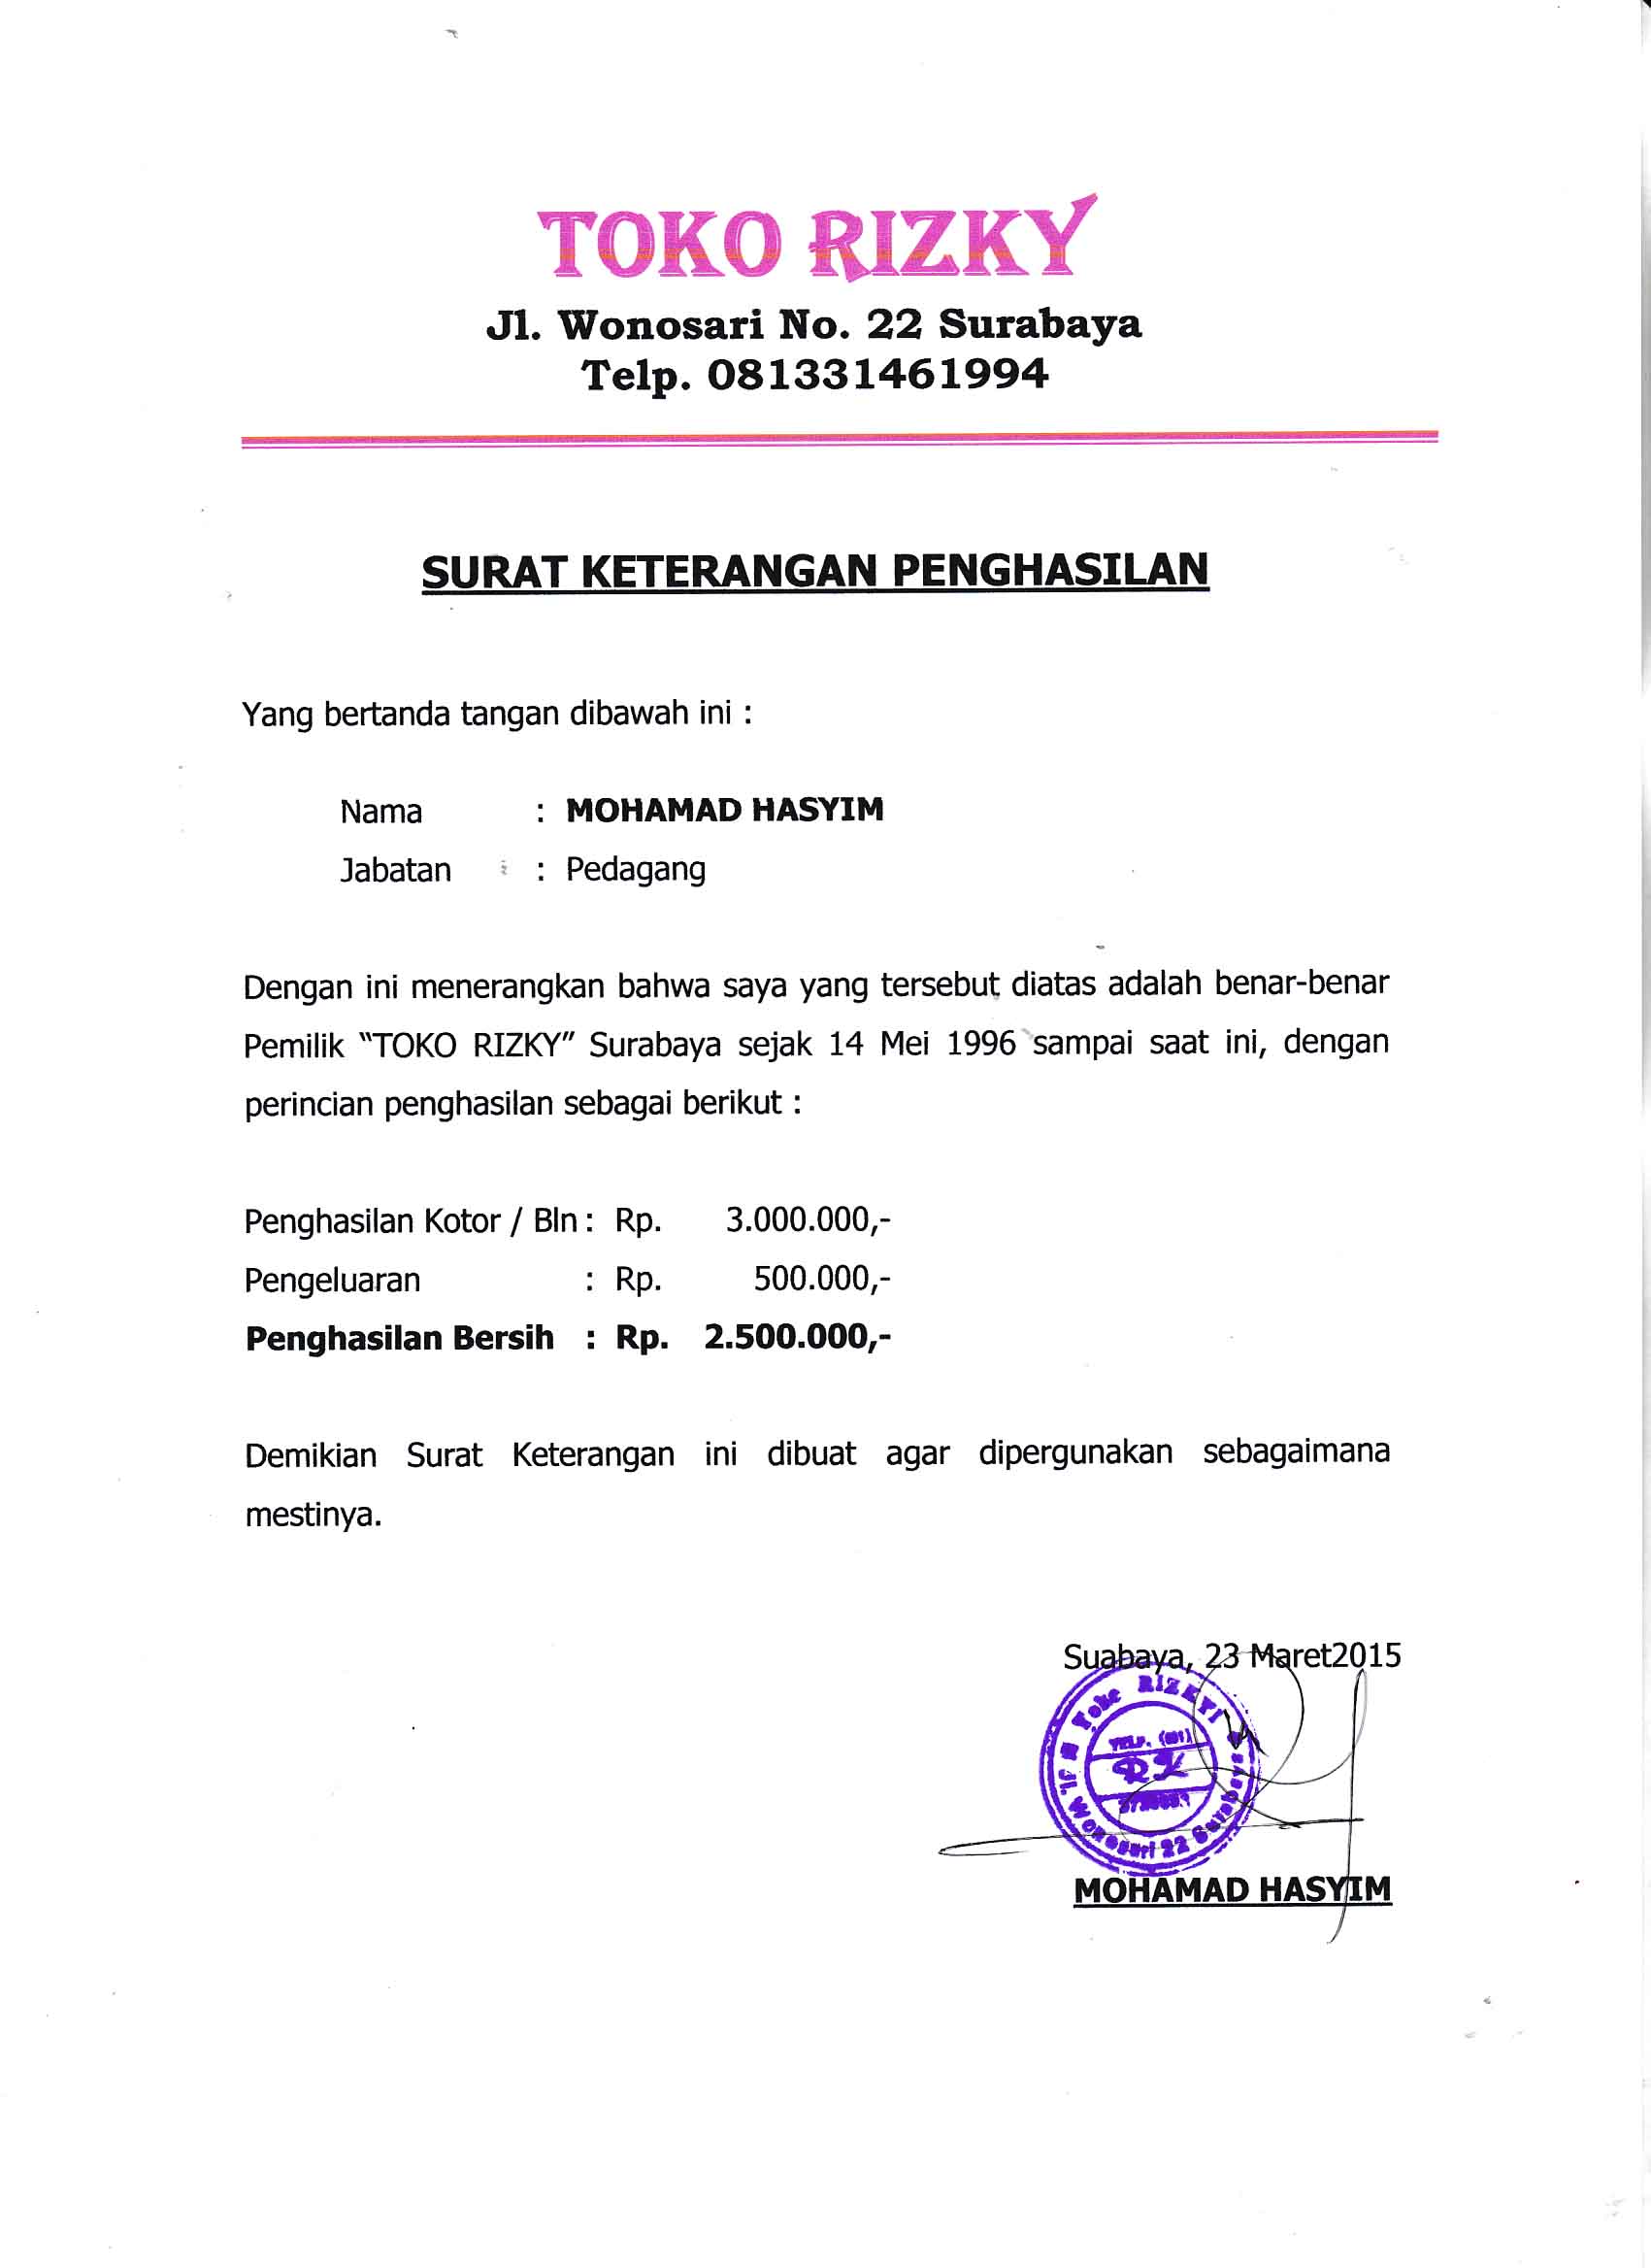 TOKO RIZKY
Jl. Wonosari No. 22 Surabaya
Telp. 081331461994
SURAT KETERANGAN PENGHASILAN
Yang bertanda tangan dibawah ini :
Nama : MOHAMAD HASYIM
Jabatan : Pedagang
Dengan ini menerangkan bahwa saya yang tersebut diatas adalah benar-benar
Pemilik “TOKO RIZKY” Surabaya sejak 14 Mei 1996 sampai saat ini, dengan
perincian penghasilan sebagai berikut :
Penghasilan Kotor / Bln : Rp. 3.000.000,-
Pengeluaran : Rp. 500.000,-
Penghasilan Bersih : Rp. 2.500.000,-
Demikian Surat Keterangan ini dibuat agar dipergunakan sebagaimana
mestinya.
Suabaya, 23 Maret2015
Toko RIZKY
TELP. (031)
RK
Jl. Wonosari 22 Surabaya
MOHAMAD HASYIM